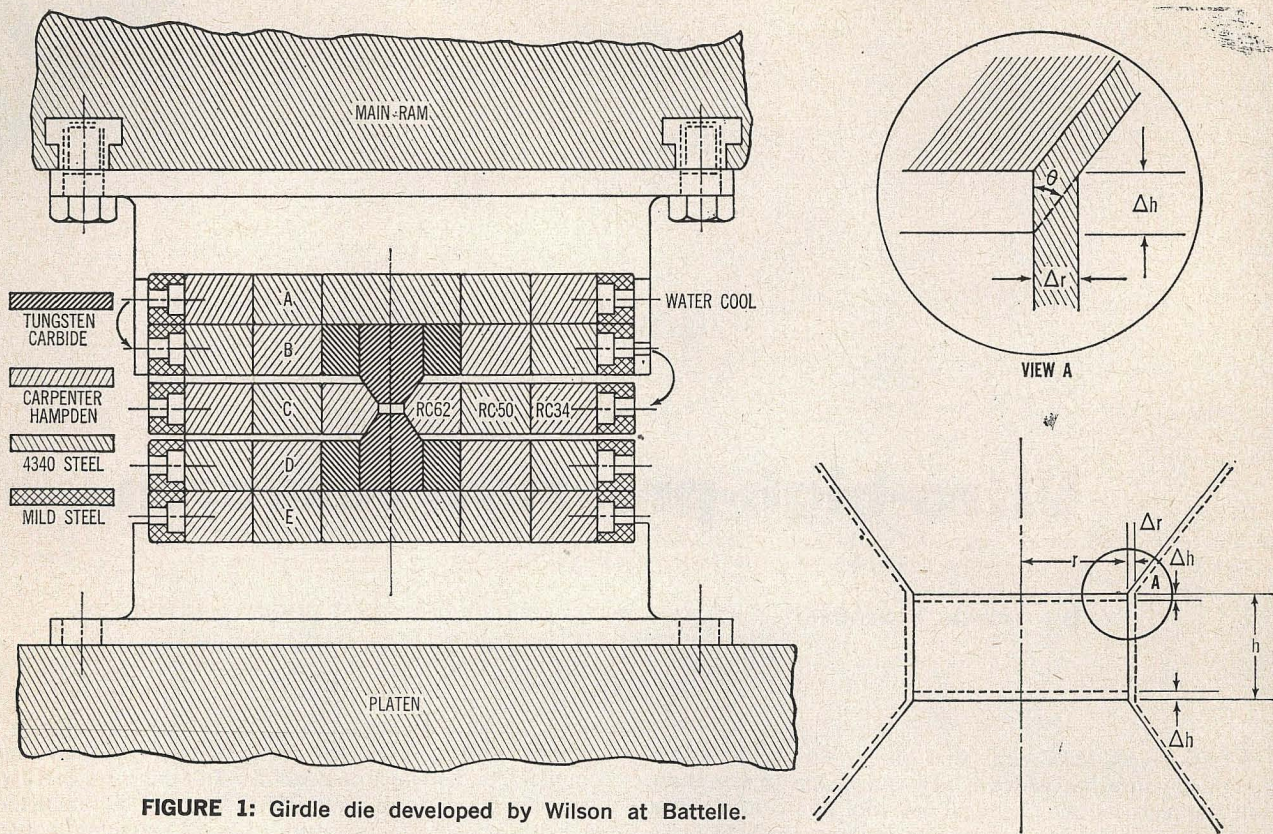 MAIN-RAM
TUNGSTEN
CARBIDE
CARPENTER
HAMPDEN
4340 STEEL
MILD STEEL
A
B
C
D
E
RC62
RC50
RC34
WATER COOL
PLATEN
FIGURE 1: Girdle die developed by Wilson at Battelle.
θ
Δh
Δr
VIEW A
Δr
r
Δh
A
h
Δh